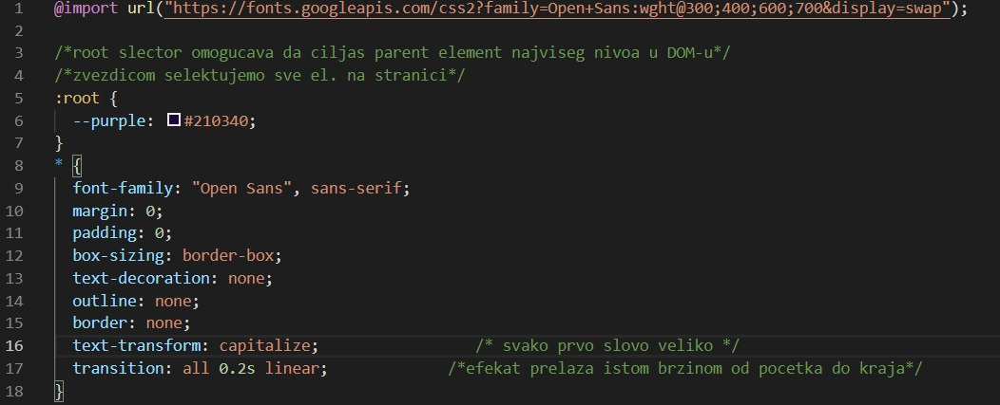 1 @import url("https://fonts.googleapis.com/css2?family=Open+Sans:wght@300;400;600;700&display=swap");
2
3 /*root slector omogucava da ciljas parent element najviseg nivoa u DOM-u*/
4 /*zvezdicom selektujemo sve el. na stranici*/
5 :root {
6 --purple: #210340;
7 }
8 * {
9 font-family: "Open Sans", sans-serif;
10 margin: 0;
11 padding: 0;
12 box-sizing: border-box;
13 text-decoration: none;
14 outline: none;
15 border: none;
16 text-transform: capitalize; /* svako prvo slovo veliko */
17 transition: all 0.2s linear; /*efekat prelaza istom brzinom od pocetka do kraja*/
18 }